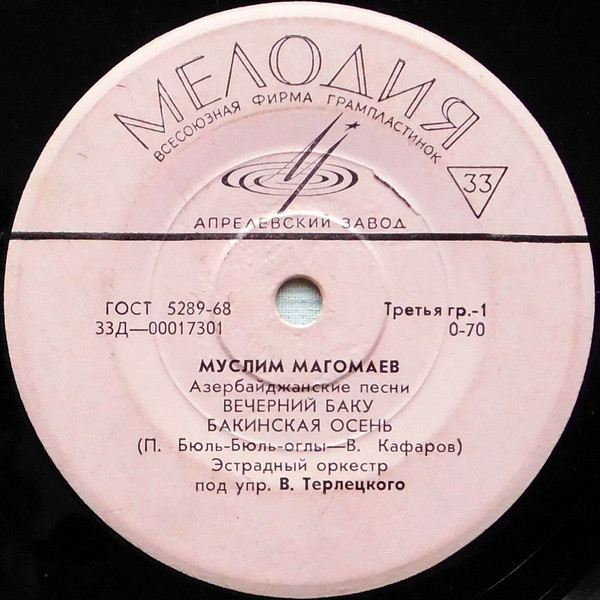 МЕЛОДИЯ
ВСЕСОЮЗНАЯ ФИРМА ГРАМПЛАСТИНОК
33
АПРЕЛЕВСКИЙ ЗАВОД
ГОСТ 5289-68
Третья гр.-1
33Д—00017301
0-70
МУСЛИМ МАГОМАЕВ
Азербайджанские песни
ВЕЧЕРНИЙ БАКУ
БАКИНСКАЯ ОСЕНЬ
(П. Бюль-Бюль-оглы—В. Кафаров)
Эстрадный оркестр
под упр. В. Терлецкого